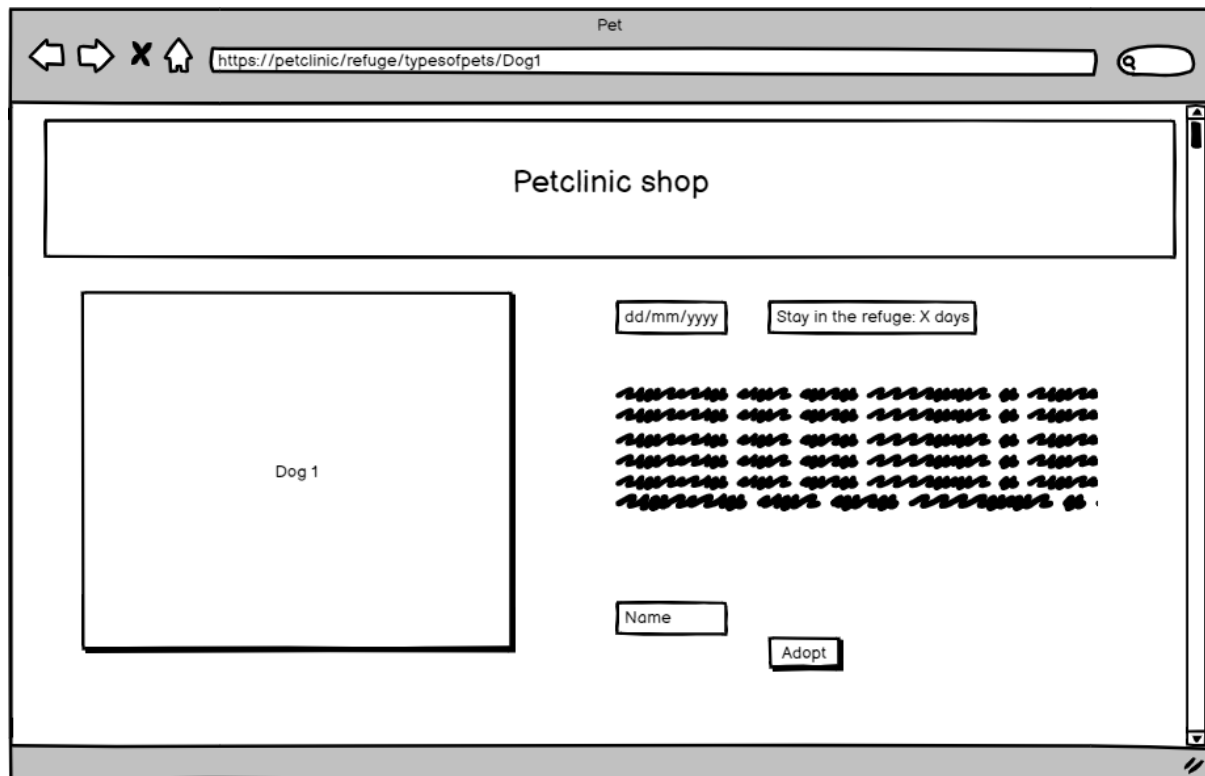 Pet
https://petclinic/refuge/typesofpets/Dog1
Petclinic shop
dd/mm/yyyy Stay in the refuge: X days
Dog 1
Name
Adopt